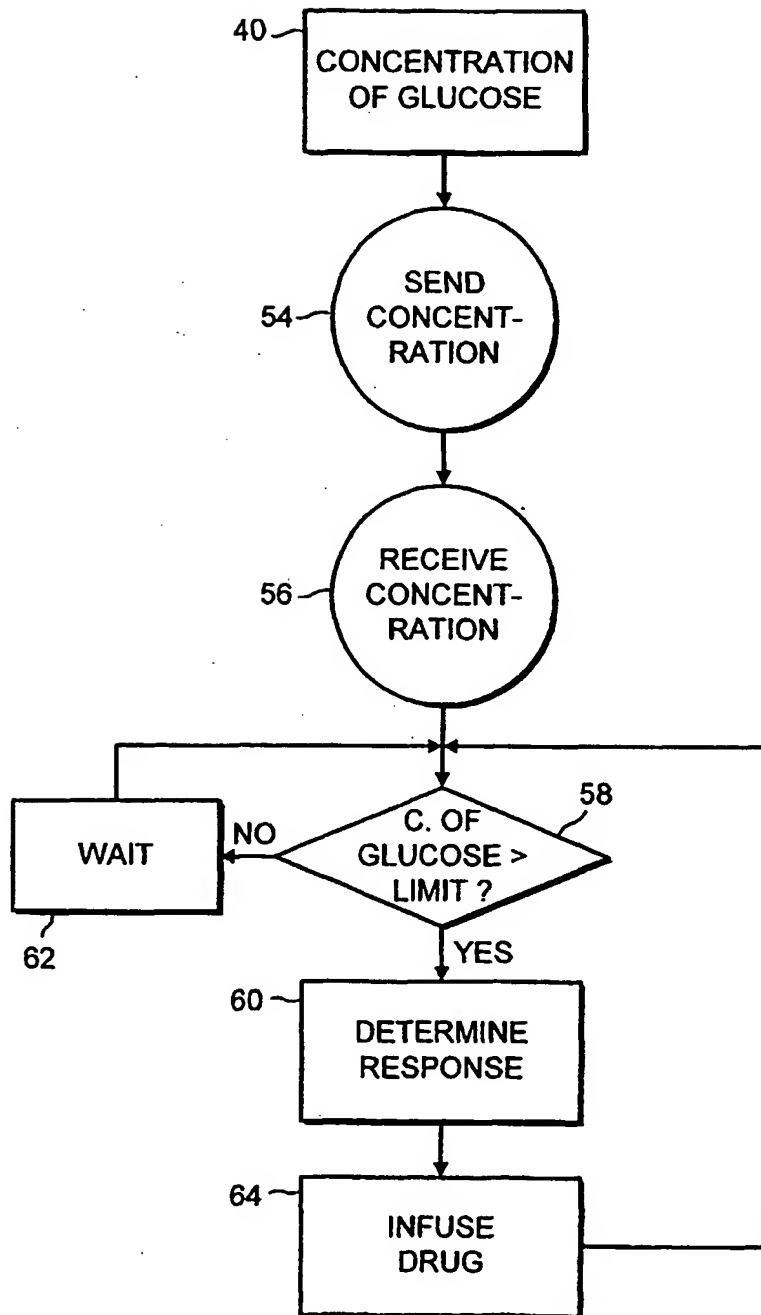 40
CONCENTRATION
OF GLUCOSE
54
SEND
CONCENT-
RATION
56
RECEIVE
CONCENT-
RATION
58
C. OF
GLUCOSE >
LIMIT ?
NO
WAIT
62
YES
60
DETERMINE
RESPONSE
64
INFUSE
DRUG